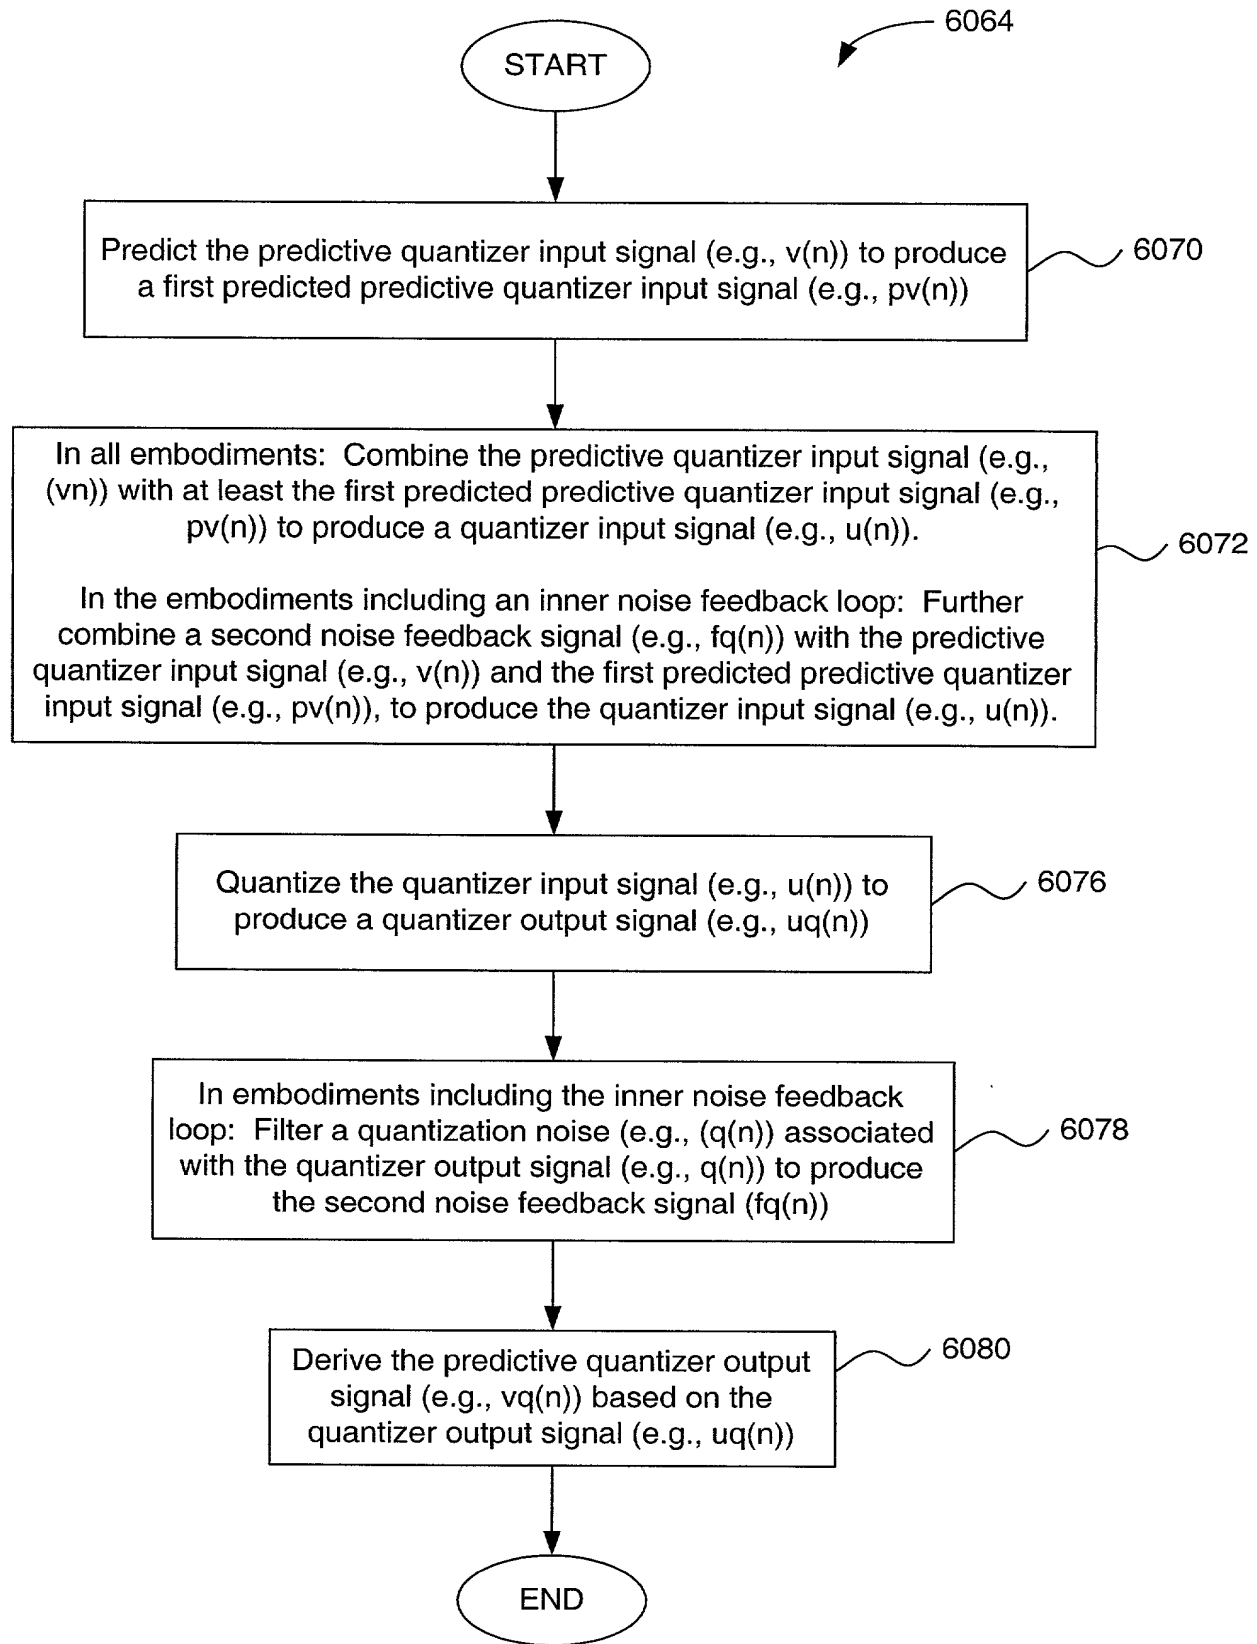 6064
START
Predict the predictive quantizer input signal (e.g., v(n)) to produce
a first predicted predictive quantizer input signal (e.g., pv(n))
6070
In all embodiments: Combine the predictive quantizer input signal (e.g.,
(vn)) with at least the first predicted predictive quantizer input signal (e.g.,
pv(n)) to produce a quantizer input signal (e.g., u(n)).
In the embodiments including an inner noise feedback loop: Further
combine a second noise feedback signal (e.g., fq(n)) with the predictive
quantizer input signal (e.g., v(n)) and the first predicted predictive quantizer
input signal (e.g., pv(n)), to produce the quantizer input signal (e.g., u(n)).
6072
Quantize the quantizer input signal (e.g., u(n)) to
produce a quantizer output signal (e.g., uq(n))
6076
In embodiments including the inner noise feedback
loop: Filter a quantization noise (e.g., (q(n)) associated
with the quantizer output signal (e.g., q(n)) to produce
the second noise feedback signal (fq(n))
6078
Derive the predictive quantizer output
signal (e.g., vq(n)) based on the
quantizer output signal (e.g., uq(n))
6080
END